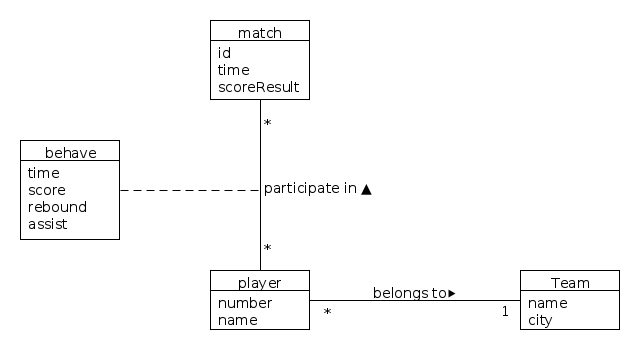 match
id
time
scoreResult
*
behave
time
score
rebound
assist
participate in ▲
*
player
number
name
belongs to ►
*
1
Team
name
city